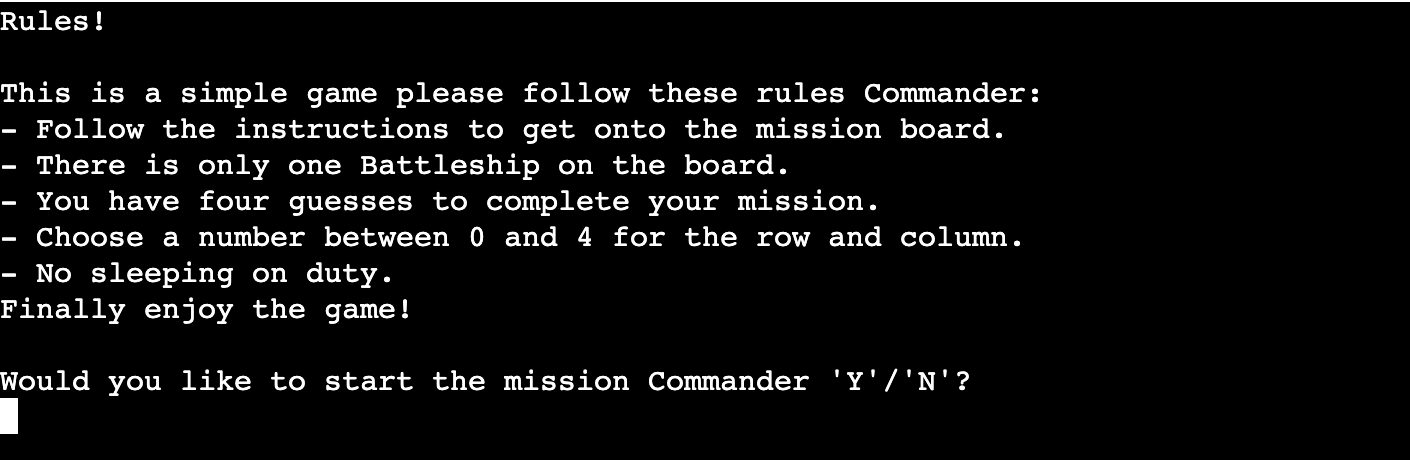 Rules!
This is a simple game please follow these rules Commander:
- Follow the instructions to get onto the mission board.
- There is only one Battleship on the board.
- You have four guesses to complete your mission.
- Choose a number between 0 and 4 for the row and column.
- No sleeping on duty.
Finally enjoy the game!
Would you like to start the mission Commander 'Y'/'N'?